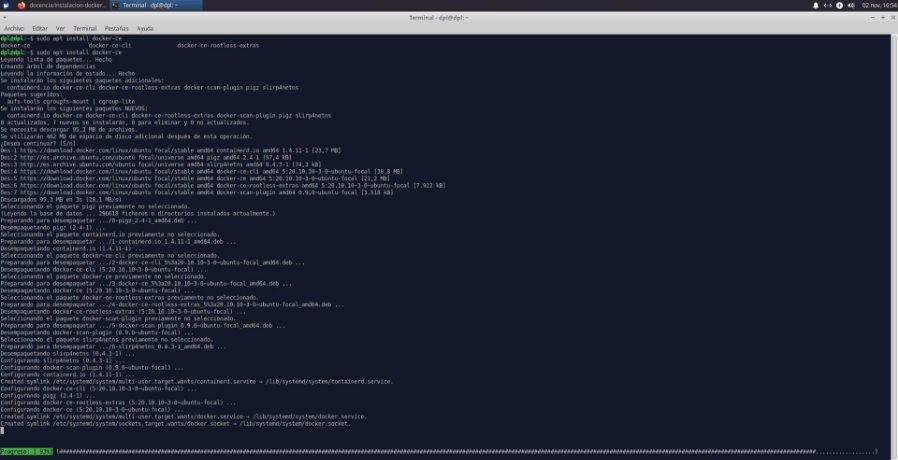 docencia/instalacion-docker...
Terminal - dpl@dpl: ~
02 nov, 16:54
Terminal - dpl@dpl: ~
Archivo Editar Ver Terminal Pestañas Ayuda
dpl@dpl:~$ sudo apt install docker-ce
docker-ce docker-ce-cli docker-ce-rootless-extras
dpl@dpl:~$ sudo apt install docker-ce
Leyendo lista de paquetes... Hecho
Creando árbol de dependencias
Leyendo la información de estado... Hecho
Se instalarán los siguientes paquetes adicionales:
containerd.io docker-ce-cli docker-ce-rootless-extras docker-scan-plugin pigz slirp4netns
Paquetes sugeridos:
aufs-tools cgroupfs-mount | cgroup-lite
Se instalarán los siguientes paquetes NUEVOS:
containerd.io docker-ce docker-ce-cli docker-ce-rootless-extras docker-scan-plugin pigz slirp4netns
0 actualizados, 7 nuevos se instalarán, 0 para eliminar y 0 no actualizados.
Se necesita descargar 95,3 MB de archivos.
Se utilizarán 402 MB de espacio de disco adicional después de esta operación.
¿Desea continuar? [S/n]
Des:1 https://download.docker.com/linux/ubuntu focal/stable amd64 containerd.io amd64 1.4.11-1 [23,7 MB]
Des:2 http://es.archive.ubuntu.com/ubuntu focal/universe amd64 pigz amd64 2.4-1 [57,4 kB]
Des:3 http://es.archive.ubuntu.com/ubuntu focal/universe amd64 slirp4netns amd64 0.4.3-1 [74,3 kB]
Des:4 https://download.docker.com/linux/ubuntu focal/stable amd64 docker-ce-cli amd64 5:20.10.10~3-0~ubuntu-focal [38,8 MB]
Des:5 https://download.docker.com/linux/ubuntu focal/stable amd64 docker-ce amd64 5:20.10.10~3-0~ubuntu-focal [21,2 MB]
Des:6 https://download.docker.com/linux/ubuntu focal/stable amd64 docker-ce-rootless-extras amd64 5:20.10.10~3-0~ubuntu-focal [7.922 kB]
Des:7 https://download.docker.com/linux/ubuntu focal/stable amd64 docker-scan-plugin amd64 0.9.0~ubuntu-focal [3.518 kB]
Descargados 95,3 MB en 3s (28,1 MB/s)
Seleccionando el paquete pigz previamente no seleccionado.
(Leyendo la base de datos ... 296618 ficheros o directorios instalados actualmente.)
Preparando para desempaquetar .../0-pigz_2.4-1_amd64.deb ...
Desempaquetando pigz (2.4-1) ...
Seleccionando el paquete containerd.io previamente no seleccionado.
Preparando para desempaquetar .../1-containerd.io_1.4.11-1_amd64.deb ...
Desempaquetando containerd.io (1.4.11-1) ...
Seleccionando el paquete docker-ce-cli previamente no seleccionado.
Preparando para desempaquetar .../2-docker-ce-cli_5%3a20.10.10~3-0~ubuntu-focal_amd64.deb ...
Desempaquetando docker-ce-cli (5:20.10.10~3-0~ubuntu-focal) ...
Seleccionando el paquete docker-ce previamente no seleccionado.
Preparando para desempaquetar .../3-docker-ce_5%3a20.10.10~3-0~ubuntu-focal_amd64.deb ...
Desempaquetando docker-ce (5:20.10.10~3-0~ubuntu-focal) ...
Seleccionando el paquete docker-ce-rootless-extras previamente no seleccionado.
Preparando para desempaquetar .../4-docker-ce-rootless-extras_5%3a20.10.10~3-0~ubuntu-focal_amd64.deb ...
Desempaquetando docker-ce-rootless-extras (5:20.10.10~3-0~ubuntu-focal) ...
Seleccionando el paquete docker-scan-plugin previamente no seleccionado.
Preparando para desempaquetar .../5-docker-scan-plugin_0.9.0~ubuntu-focal_amd64.deb ...
Desempaquetando docker-scan-plugin (0.9.0~ubuntu-focal) ...
Seleccionando el paquete slirp4netns previamente no seleccionado.
Preparando para desempaquetar .../6-slirp4netns_0.4.3-1_amd64.deb ...
Desempaquetando slirp4netns (0.4.3-1) ...
Configurando slirp4netns (0.4.3-1) ...
Configurando docker-scan-plugin (0.9.0~ubuntu-focal) ...
Configurando containerd.io (1.4.11-1) ...
Created symlink /etc/systemd/system/multi-user.target.wants/containerd.service → /lib/systemd/system/containerd.service.
Configurando docker-ce-cli (5:20.10.10~3-0~ubuntu-focal) ...
Configurando pigz (2.4-1) ...
Configurando docker-ce-rootless-extras (5:20.10.10~3-0~ubuntu-focal) ...
Configurando docker-ce (5:20.10.10~3-0~ubuntu-focal) ...
Created symlink /etc/systemd/system/multi-user.target.wants/docker.service → /lib/systemd/system/docker.service.
Created symlink /etc/systemd/system/sockets.target.wants/docker.socket → /lib/systemd/system/docker.socket.
Progreso: [ 93%]